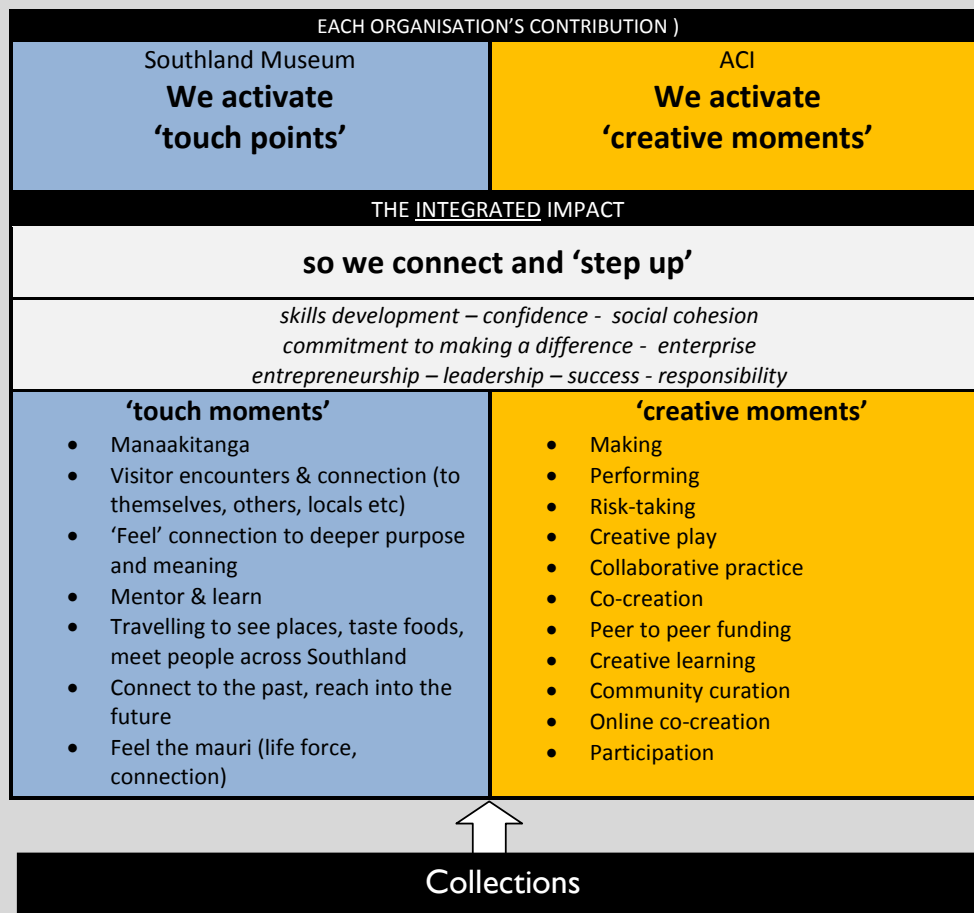 EACH ORGANISATION'S CONTRIBUTION )
Southland Museum
We activate
‘touch points’
ACI
We activate
‘creative moments’
THE INTEGRATED IMPACT
so we connect and ‘step up’
skills development – confidence - social cohesion
commitment to making a difference - enterprise
entrepreneurship – leadership – success - responsibility
‘touch moments’
• Manaakitanga
• Visitor encounters & connection (to
themselves, others, locals etc)
• ‘Feel’ connection to deeper purpose
and meaning
• Mentor & learn
• Travelling to see places, taste foods,
meet people across Southland
• Connect to the past, reach into the
future
• Feel the mauri (life force,
connection)
‘creative moments’
• Making
• Performing
• Risk-taking
• Creative play
• Collaborative practice
• Co-creation
• Peer to peer funding
• Creative learning
• Community curation
• Online co-creation
• Participation
Collections